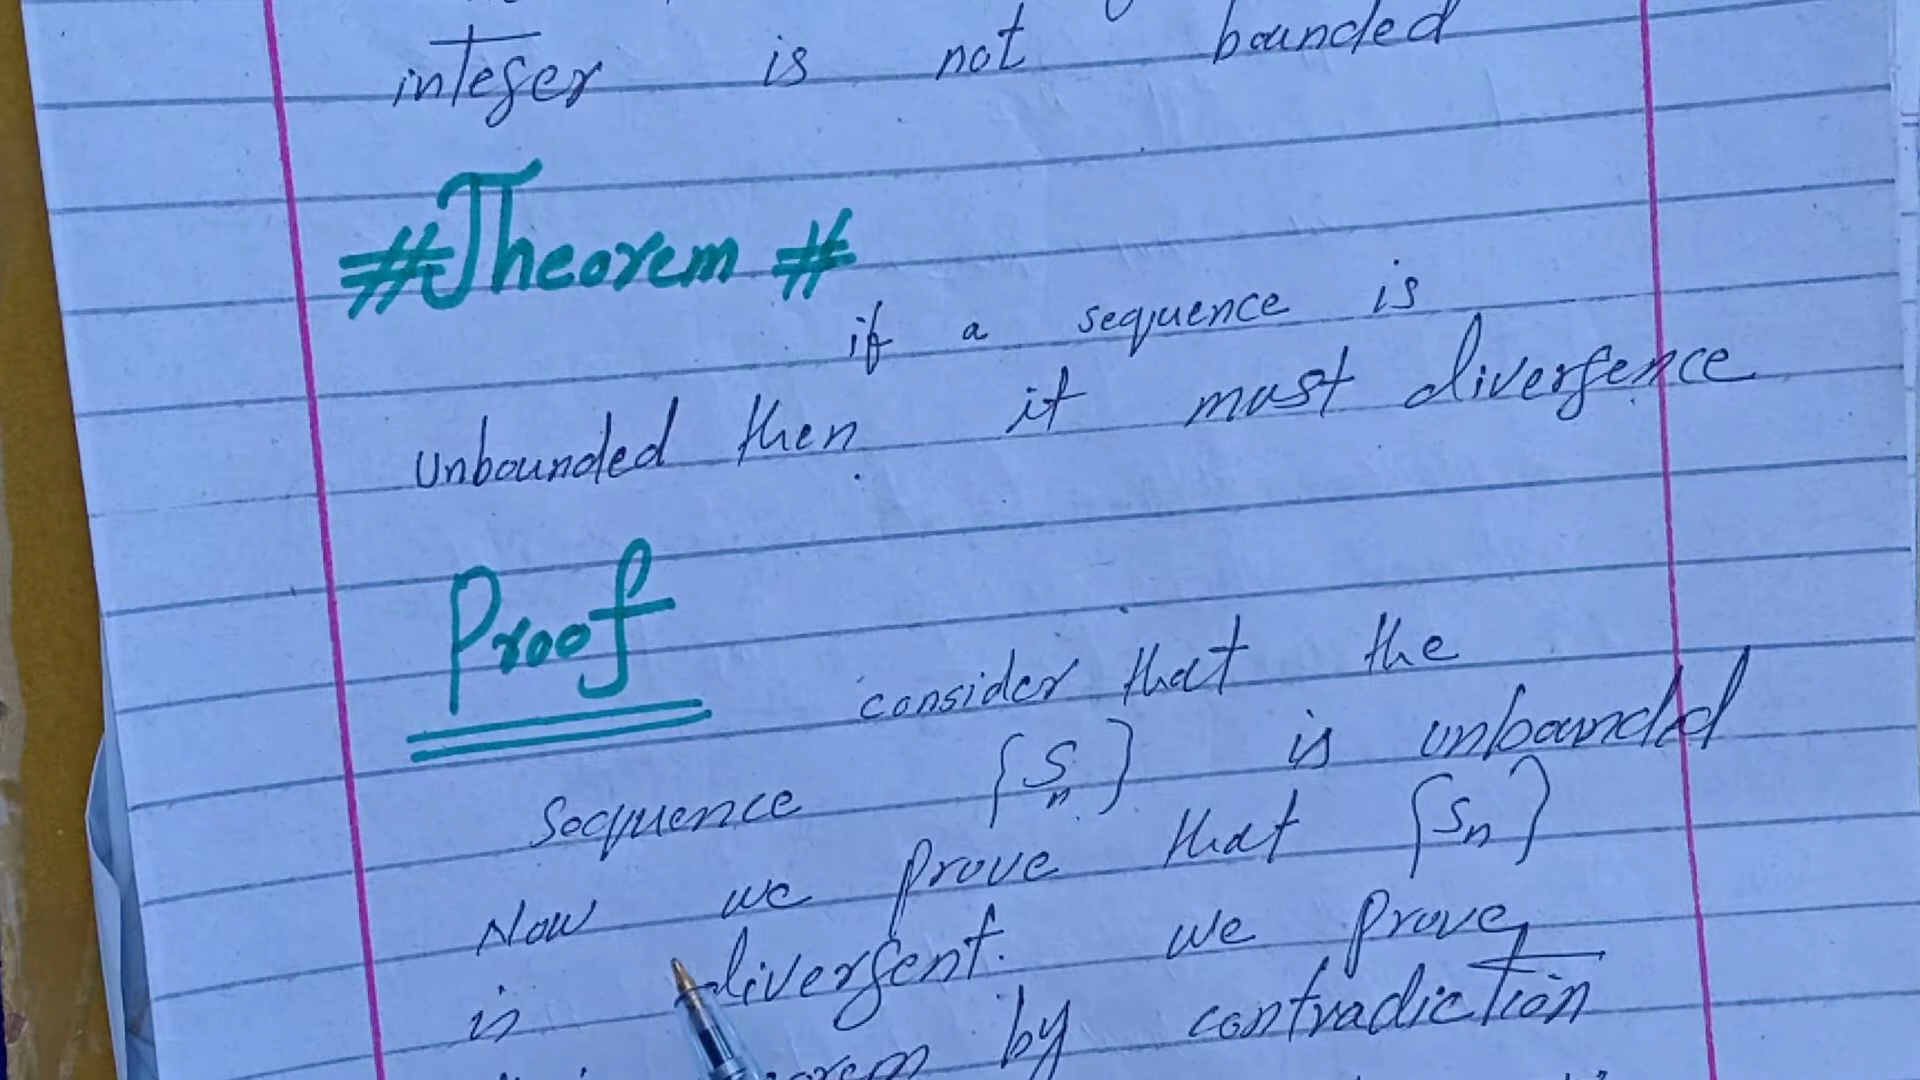 integer is not bounded
#Theorem #
if a sequence is
unbounded then it must divergence
Proof
consider that the
Sequence {Sn} is unbounded
Now we prove that {Sn}
is divergent. we prove
by contradiction